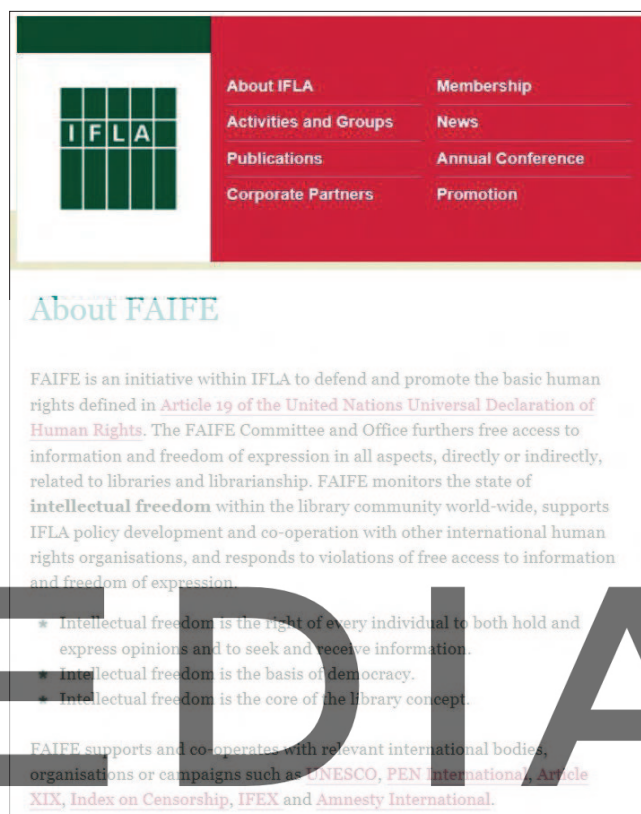 IFLA
About IFLA
Activities and Groups
Publications
Corporate Partners
Membership
News
Annual Conference
Promotion
About FAIFE
FAIFE is an initiative within IFLA to defend and promote the basic human
rights defined in Article 19 of the United Nations Universal Declaration of
Human Rights. The FAIFE Committee and Office furthers free access to
information and freedom of expression in all aspects, directly or indirectly,
related to libraries and librarianship. FAIFE monitors the state of
intellectual freedom within the library community world-wide, supports
IFLA policy development and co-operation with other international human
rights organisations, and responds to violations of free access to information
and freedom of expression.
* Intellectual freedom is the right of every individual to both hold and
express opinions and to seek and receive information.
* Intellectual freedom is the basis of democracy.
* Intellectual freedom is the core of the library concept.
FAIFE supports and co-operates with relevant international bodies,
organisations or campaigns such as UNESCO, PEN International, Article
XIX, Index on Censorship, IFEX and Amnesty International.
EDIA